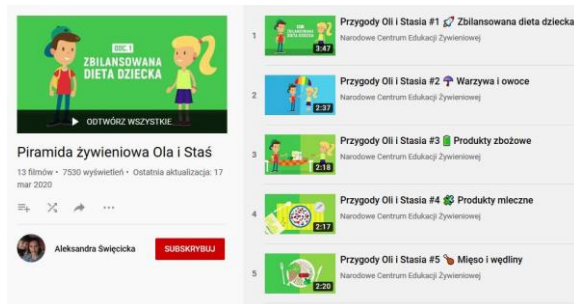 ODC. 1
ZBILANSOWANA
DIETA DZIECKA
ODTWÓRZ WSZYSTKIE
Piramida żywieniowa Ola i Staś
13 filmów • 7530 wyświetleń • Ostatnia aktualizacja: 17
mar 2020
Aleksandra Święcicka
SUBSKRYBUJ
1
3:47
Przygody Oli i Stasia #1 🚀 Zbilansowana dieta dziecka
Narodowe Centrum Edukacji Żywieniowej
2
2:37
Przygody Oli i Stasia #2 🌂 Warzywa i owoce
Narodowe Centrum Edukacji Żywieniowej
3
2:18
Przygody Oli i Stasia #3 🔋 Produkty zbożowe
Narodowe Centrum Edukacji Żywieniowej
4
2:17
Przygody Oli i Stasia #4 🧩 Produkty mleczne
Narodowe Centrum Edukacji Żywieniowej
5
2:20
Przygody Oli i Stasia #5 🍗 Mięso i wędliny
Narodowe Centrum Edukacji Żywieniowej